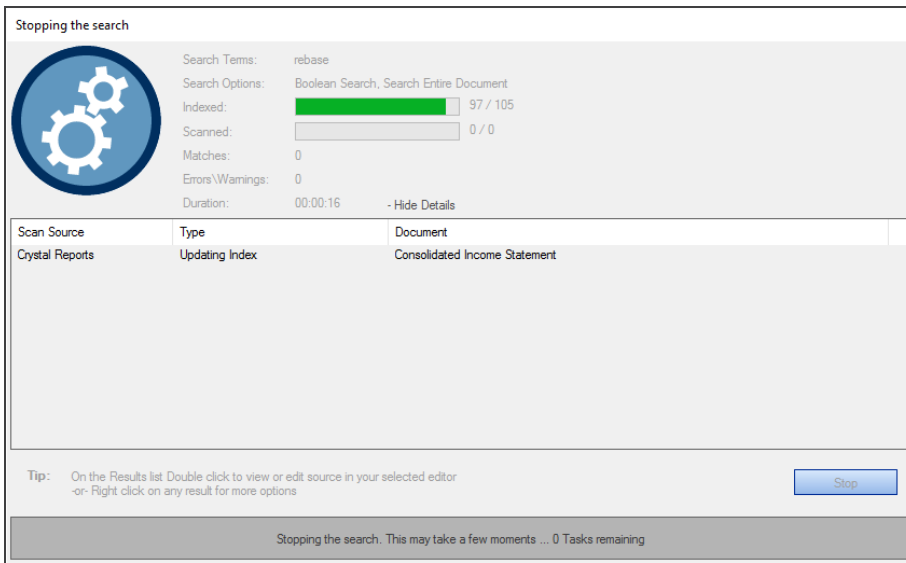 Stopping the search
Search Terms: rebase
Search Options: Boolean Search, Search Entire Document
Indexed: 97 / 105
Scanned: 0 / 0
Matches: 0
Errors\Warnings: 0
Duration: 00:00:16 - Hide Details
Scan Source Type Document
Crystal Reports Updating Index Consolidated Income Statement
Tip: On the Results list Double click to view or edit source in your selected editor
-or- Right click on any result for more options
Stop
Stopping the search. This may take a few moments ... 0 Tasks remaining